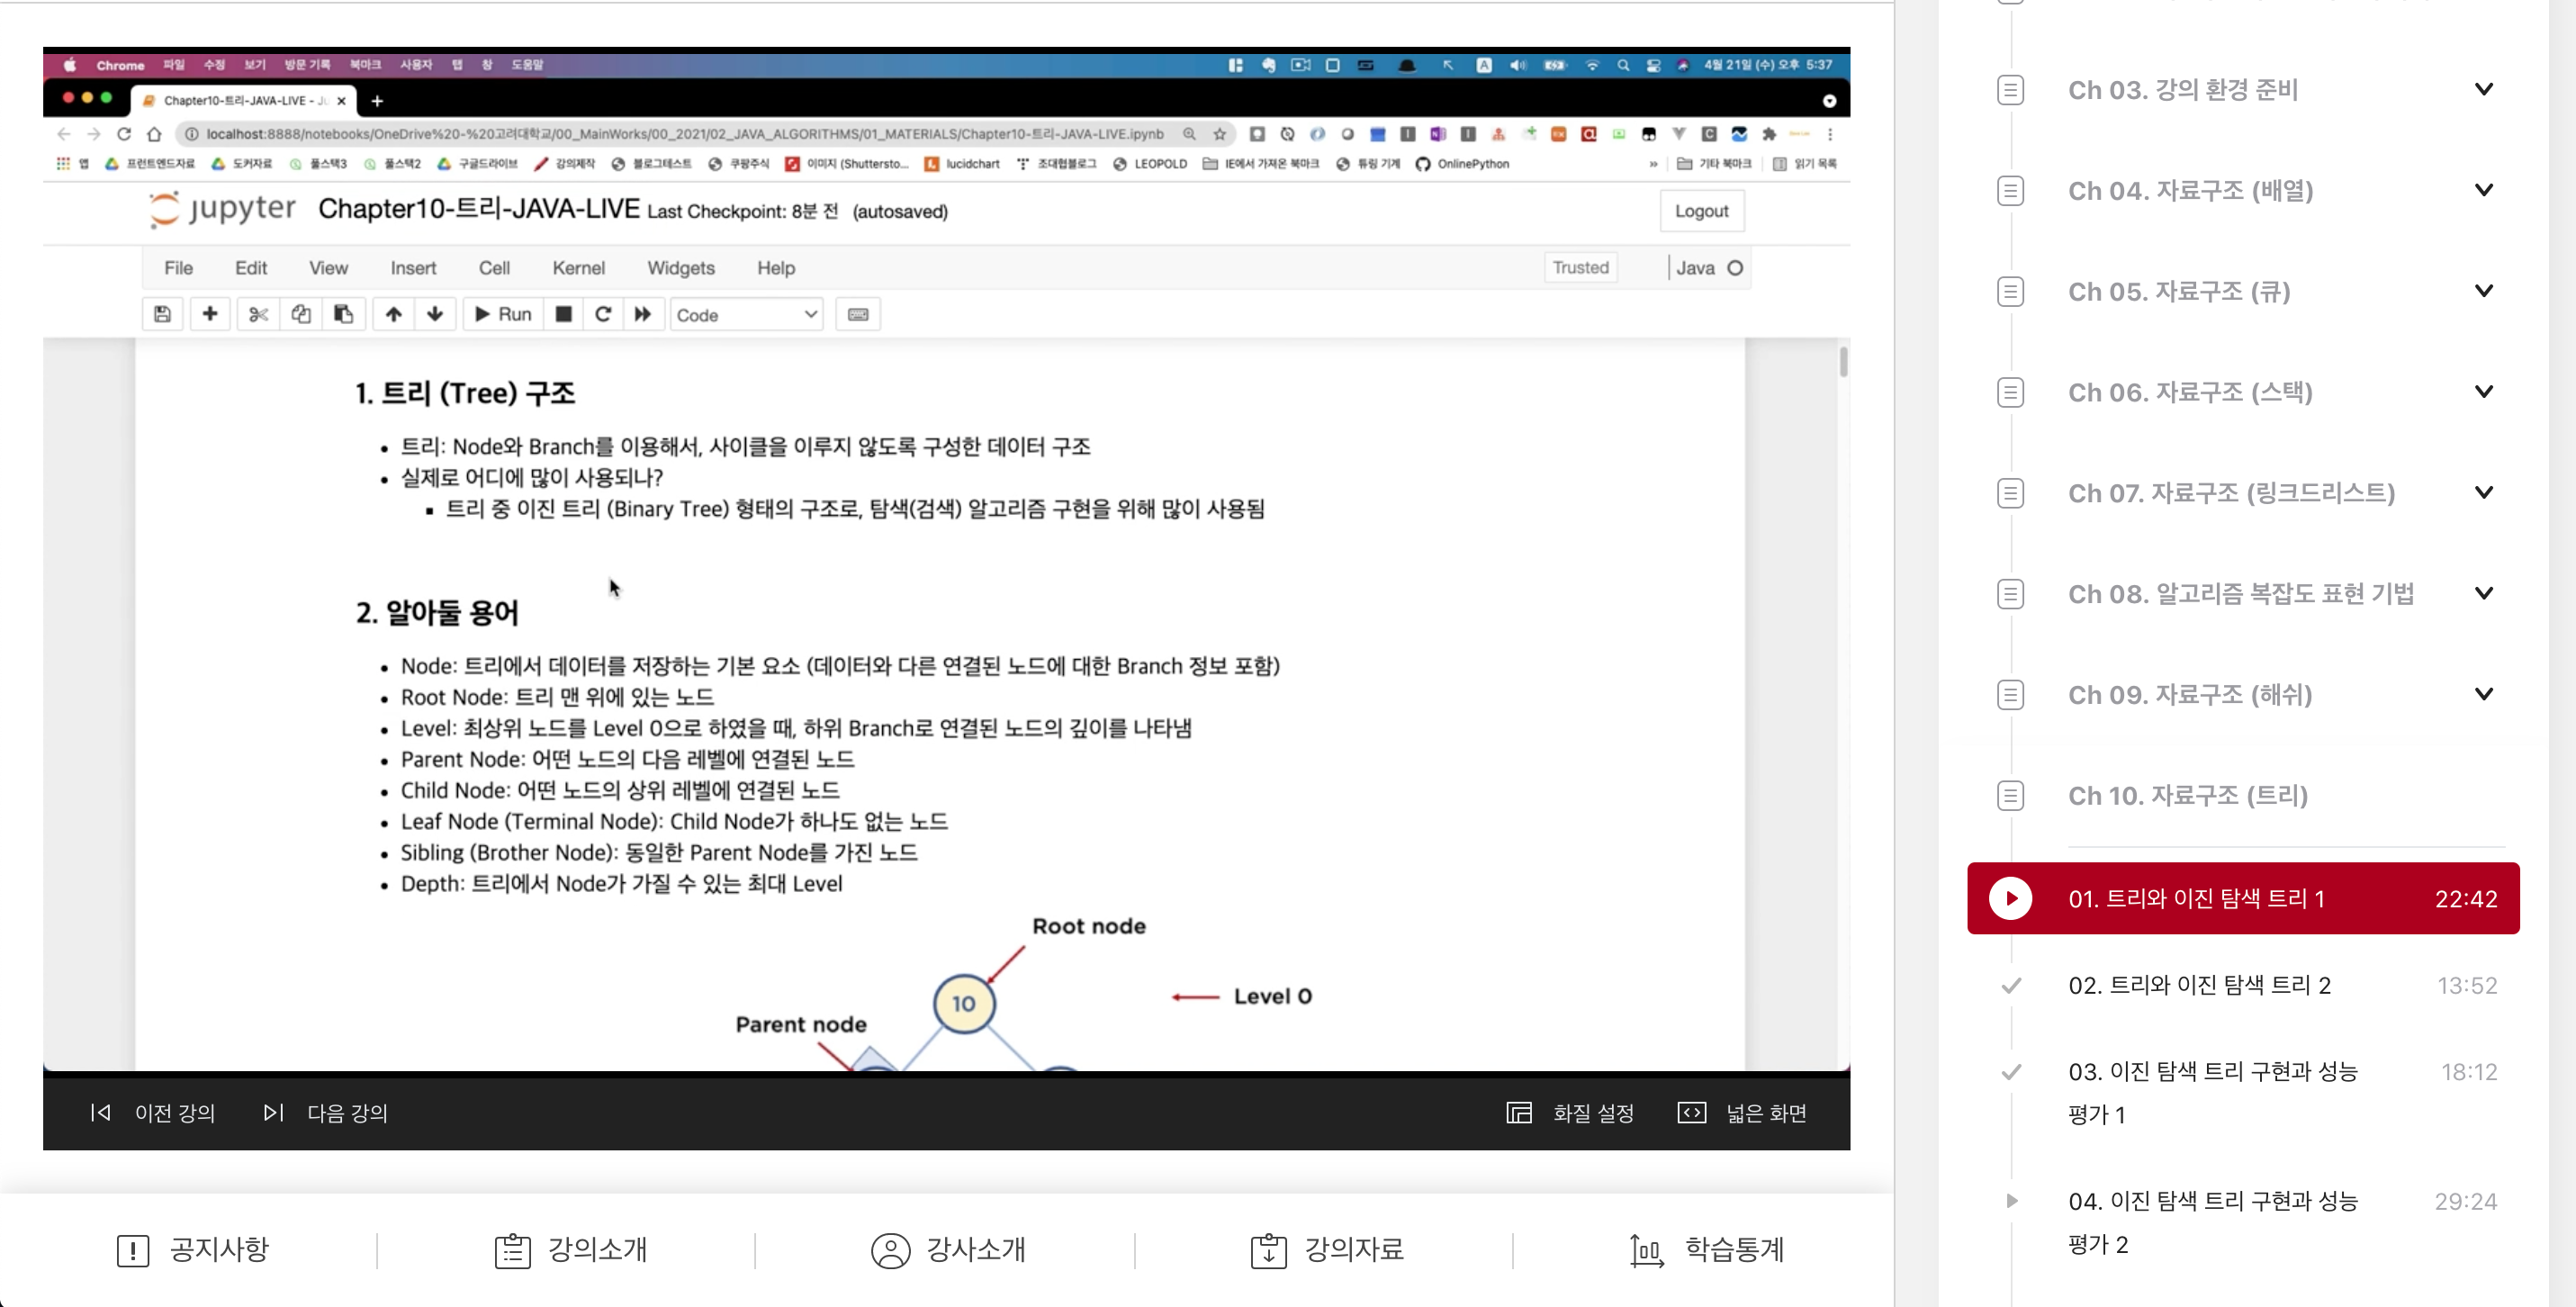 Chrome 파일 수정 보기 방문 기록 북마크 사용자 탭 창 도움말
4월 21일 (수) 오후 5:37
Chapter10-트리-JAVA-LIVE - Ju
localhost:8888/notebooks/OneDrive%20-%20고려대학교/00_MainWorks/00_2021/02_JAVA_ALGORITHMS/01_MATERIALS/Chapter10-트리-JAVA-LIVE.ipynb
앱 프런트엔드자료 도커자료 풀스택3 풀스택2 구글드라이브 강의제작 블로그테스트 쿠팡주식 이미지 (Shuttersto... lucidchart 조대협블로그 LEOPOLD IE에서 가져온 북마크 튜링 기계 OnlinePython » 기타 북마크 읽기 목록
jupyter Chapter10-트리-JAVA-LIVE Last Checkpoint: 8분 전 (autosaved)
Logout
File Edit View Insert Cell Kernel Widgets Help
Trusted
Java
Run
Code
1. 트리 (Tree) 구조
• 트리: Node와 Branch를 이용해서, 사이클을 이루지 않도록 구성한 데이터 구조
• 실제로 어디에 많이 사용되나?
▪ 트리 중 이진 트리 (Binary Tree) 형태의 구조로, 탐색(검색) 알고리즘 구현을 위해 많이 사용됨
2. 알아둘 용어
• Node: 트리에서 데이터를 저장하는 기본 요소 (데이터와 다른 연결된 노드에 대한 Branch 정보 포함)
• Root Node: 트리 맨 위에 있는 노드
• Level: 최상위 노드를 Level 0으로 하였을 때, 하위 Branch로 연결된 노드의 깊이를 나타냄
• Parent Node: 어떤 노드의 다음 레벨에 연결된 노드
• Child Node: 어떤 노드의 상위 레벨에 연결된 노드
• Leaf Node (Terminal Node): Child Node가 하나도 없는 노드
• Sibling (Brother Node): 동일한 Parent Node를 가진 노드
• Depth: 트리에서 Node가 가질 수 있는 최대 Level
Root node
10
Level 0
Parent node
이전 강의
다음 강의
화질 설정
넓은 화면
공지사항
강의소개
강사소개
강의자료
학습통계
Ch 03. 강의 환경 준비
Ch 04. 자료구조 (배열)
Ch 05. 자료구조 (큐)
Ch 06. 자료구조 (스택)
Ch 07. 자료구조 (링크드리스트)
Ch 08. 알고리즘 복잡도 표현 기법
Ch 09. 자료구조 (해쉬)
Ch 10. 자료구조 (트리)
01. 트리와 이진 탐색 트리 1 22:42
02. 트리와 이진 탐색 트리 2 13:52
03. 이진 탐색 트리 구현과 성능 18:12
평가 1
04. 이진 탐색 트리 구현과 성능 29:24
평가 2